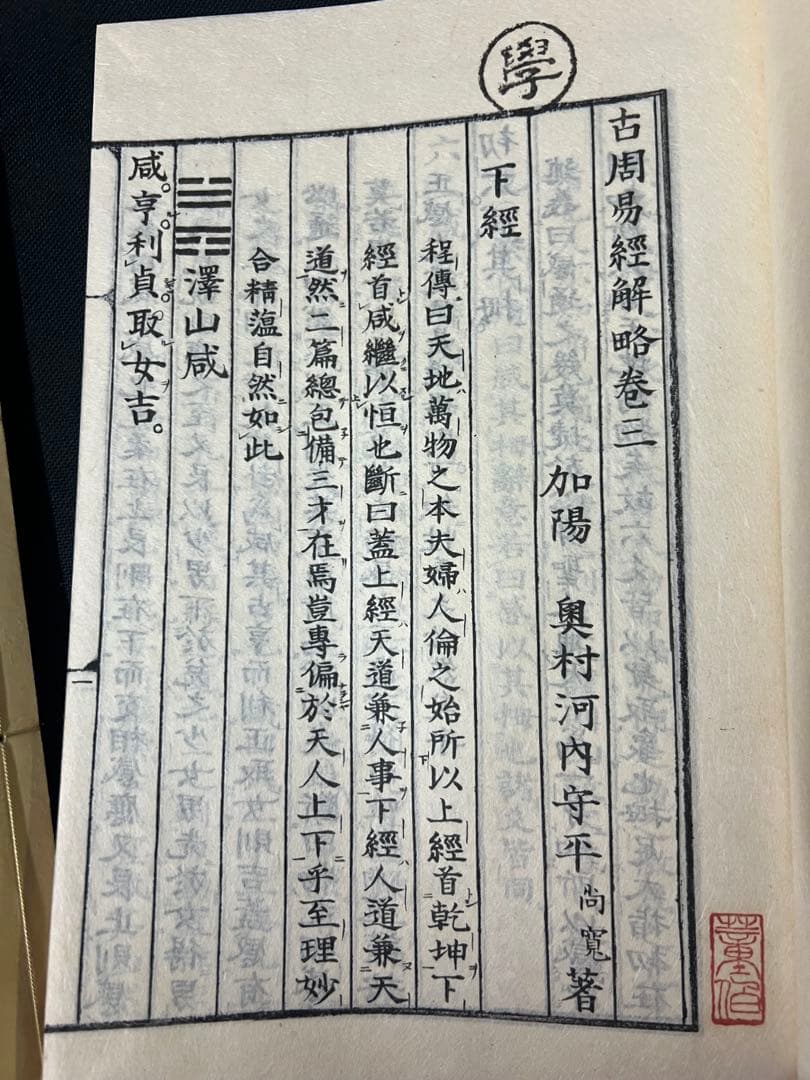 學
古周易經解略卷三
加陽 奥村河内守平尚寬著
下經
程傳曰天地萬物之本夫婦人倫之始所以上經首乾坤下
經首咸繼以恒也斷曰蓋上經天道兼人事下經人道兼天
道然二篇總包備三才在焉豈專偏於天人上下乎至理妙
合精薀自然如此
䷞澤山咸
咸。亨。利貞。取女吉。
一